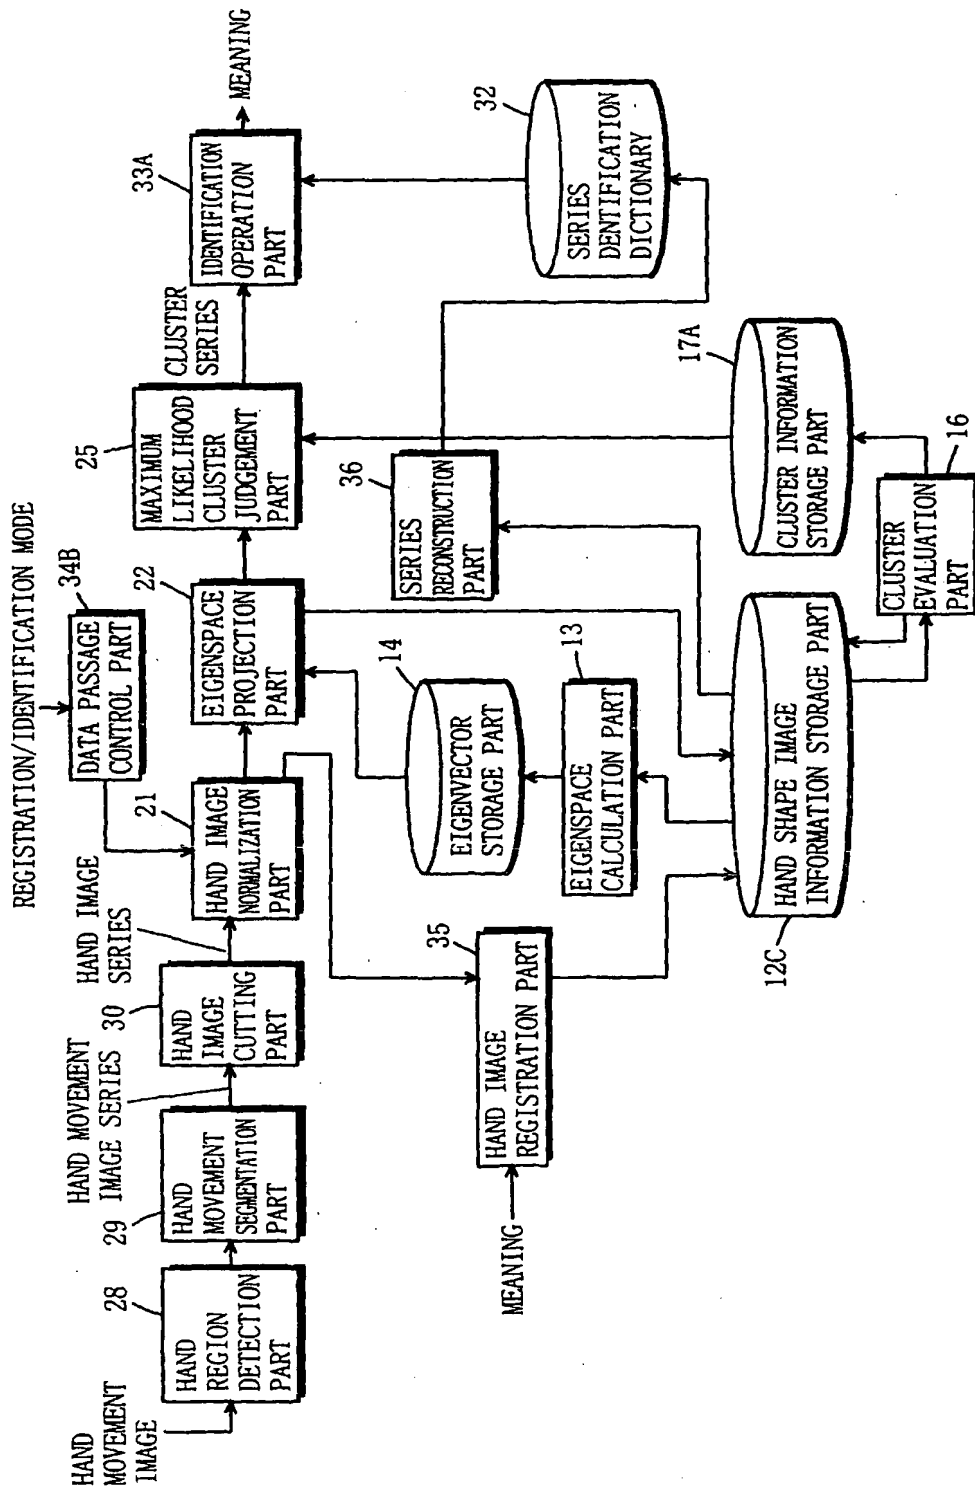 REGISTRATION/IDENTIFICATION MODE
34B
DATA PASSAGE
CONTROL PART
HAND
MOVEMENT
IMAGE
28
HAND
REGION
DETECTION
PART
29
HAND
MOVEMENT
SEGMENTATION
PART
HAND MOVEMENT
IMAGE SERIES
30
HAND
IMAGE
CUTTING
PART
HAND IMAGE
SERIES
21
HAND IMAGE
NORMALIZATION
PART
22
EIGENSPACE
PROJECTION
PART
25
MAXIMUM
LIKELIHOOD
CLUSTER
JUDGEMENT
PART
CLUSTER
SERIES
33A
IDENTIFICATION
OPERATION
PART
MEANING
MEANING
35
HAND IMAGE
REGISTRATION PART
14
EIGENVECTOR
STORAGE PART
13
EIGENSPACE
CALCULATION PART
36
SERIES
RECONSTRUCTION
PART
32
SERIES
DENTIFICATION
DICTIONARY
12C
HAND SHAPE IMAGE
INFORMATION STORAGE PART
17A
CLUSTER INFORMATION
STORAGE PART
16
CLUSTER
EVALUATION
PART